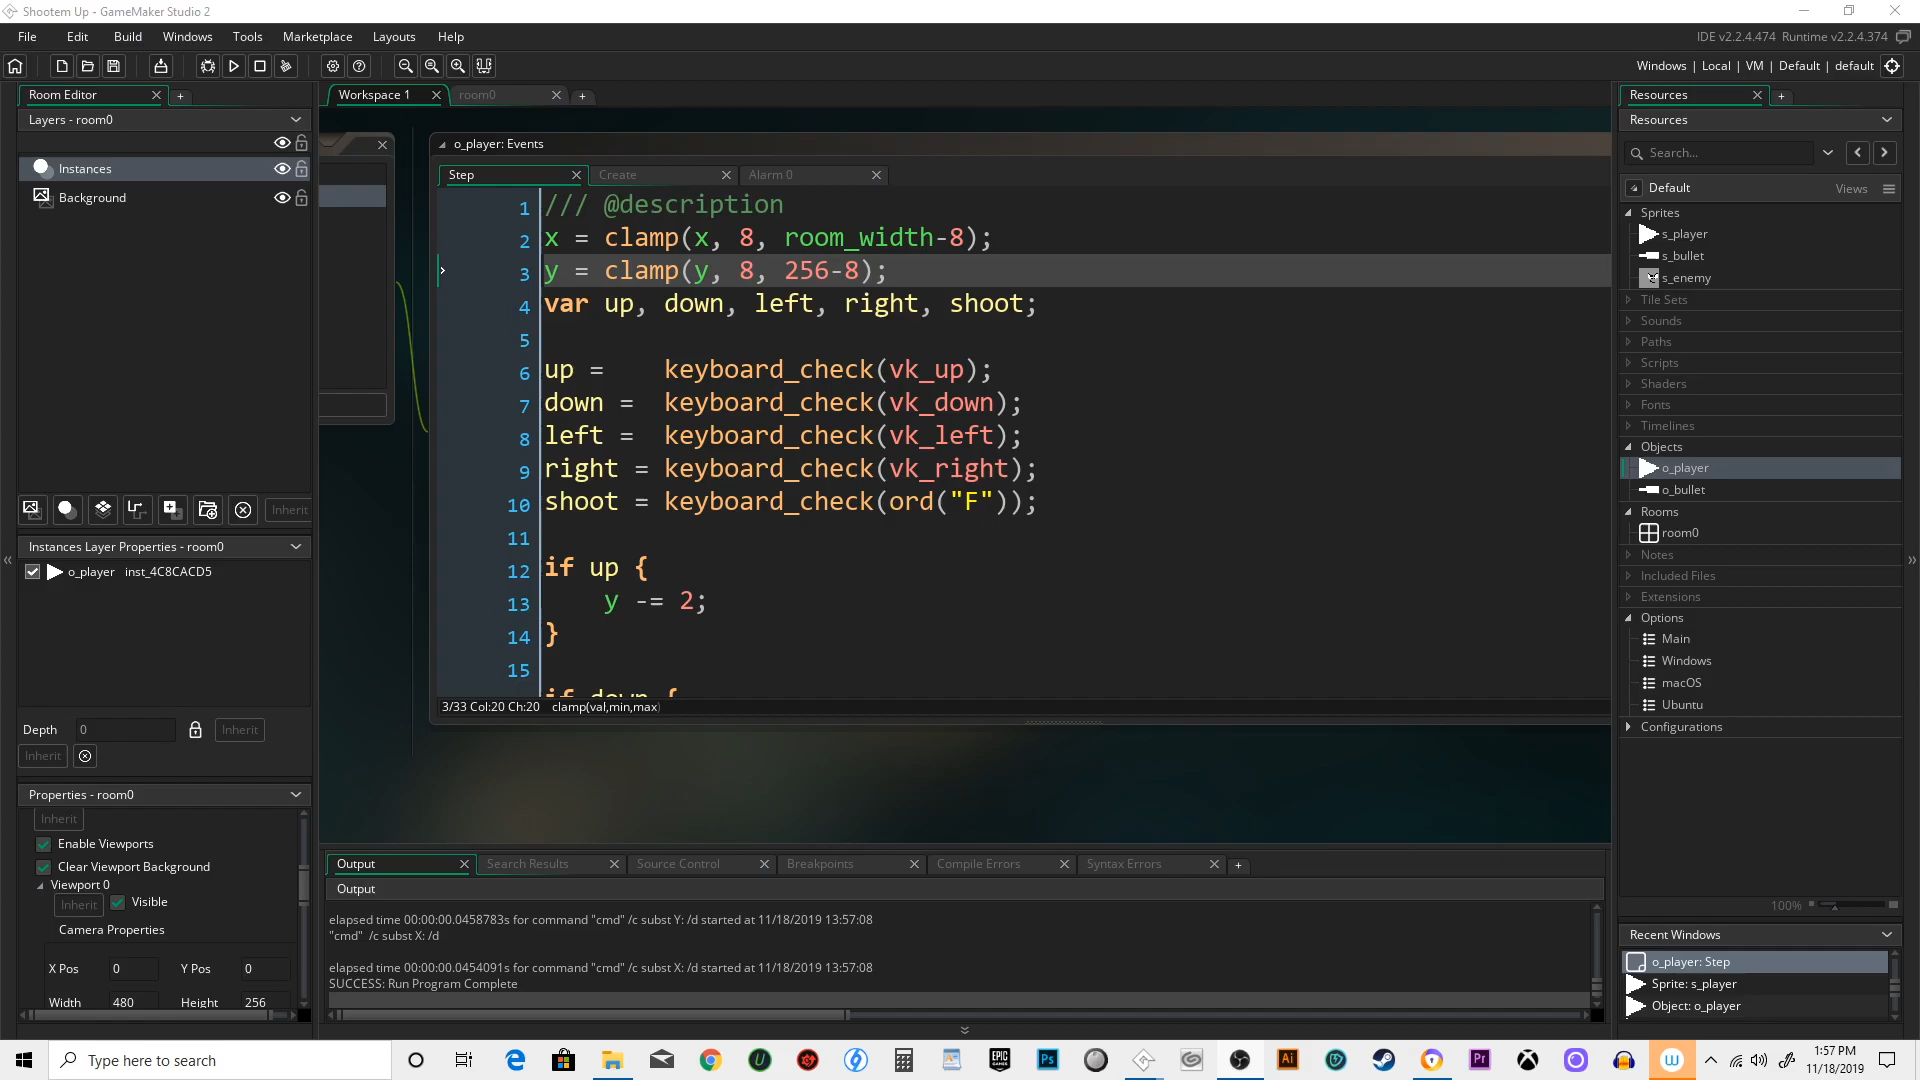 Shootem Up - GameMaker Studio 2
File Edit Build Windows Tools Marketplace Layouts Help
IDE v2.2.4.474 Runtime v2.2.4.374
Windows | Local | VM | Default | default
Room Editor
Layers - room0
Instances
Background
Inherit
Instances Layer Properties - room0
o_player inst_4C8CACD5
Depth 0 Inherit
Inherit
Properties - room0
Inherit
Enable Viewports
Clear Viewport Background
Viewport 0
Inherit Visible
Camera Properties
X Pos 0 Y Pos 0
Width 480 Height 256
Workspace 1 room0
o_player: Events
Step Create Alarm 0
1 /// @description
2 x = clamp(x, 8, room_width-8);
3 y = clamp(y, 8, 256-8);
4 var up, down, left, right, shoot;
5
6 up = keyboard_check(vk_up);
7 down = keyboard_check(vk_down);
8 left = keyboard_check(vk_left);
9 right = keyboard_check(vk_right);
10 shoot = keyboard_check(ord("F"));
11
12 if up {
13 y -= 2;
14 }
15
if down {
3/33 Col:20 Ch:20 clamp(val,min,max)
Output Search Results Source Control Breakpoints Compile Errors Syntax Errors
Output
elapsed time 00:00:00.0458783s for command "cmd" /c subst Y: /d started at 11/18/2019 13:57:08
"cmd" /c subst X: /d
elapsed time 00:00:00.0454091s for command "cmd" /c subst X: /d started at 11/18/2019 13:57:08
SUCCESS: Run Program Complete
Resources
Resources
Search...
Default Views
Sprites
s_player
s_bullet
s_enemy
Tile Sets
Sounds
Paths
Scripts
Shaders
Fonts
Timelines
Objects
o_player
o_bullet
Rooms
room0
Notes
Included Files
Extensions
Options
Main
Windows
macOS
Ubuntu
Configurations
100%
Recent Windows
o_player: Step
Sprite: s_player
Object: o_player
Type here to search
EPIC GAMES
Ps
Ai
Pr
W
1:57 PM
11/18/2019